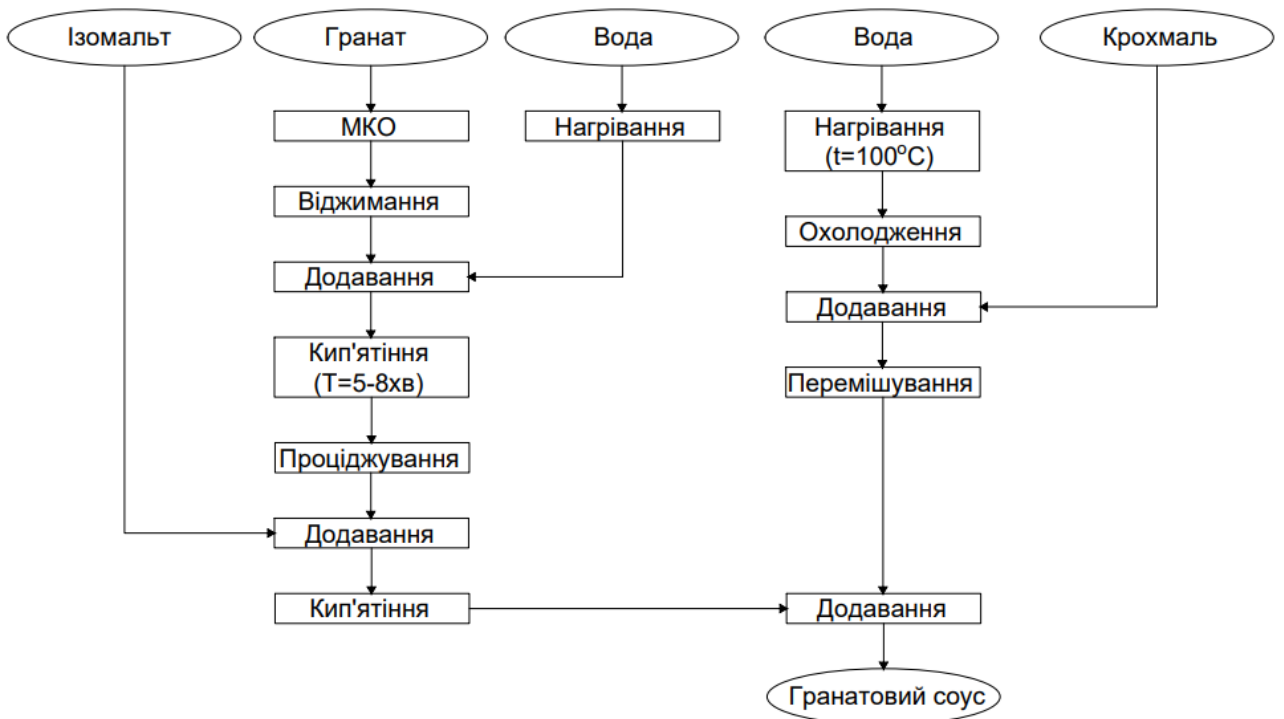 Ізомальт
Гранат
Вода
Вода
Крохмаль
МКО
Нагрівання
Нагрівання
(t=100°C)
Віджимання
Охолодження
Додавання
Додавання
Кип'ятіння
(Т=5-8хв)
Перемішування
Проціджування
Додавання
Кип'ятіння
Додавання
Гранатовий соус